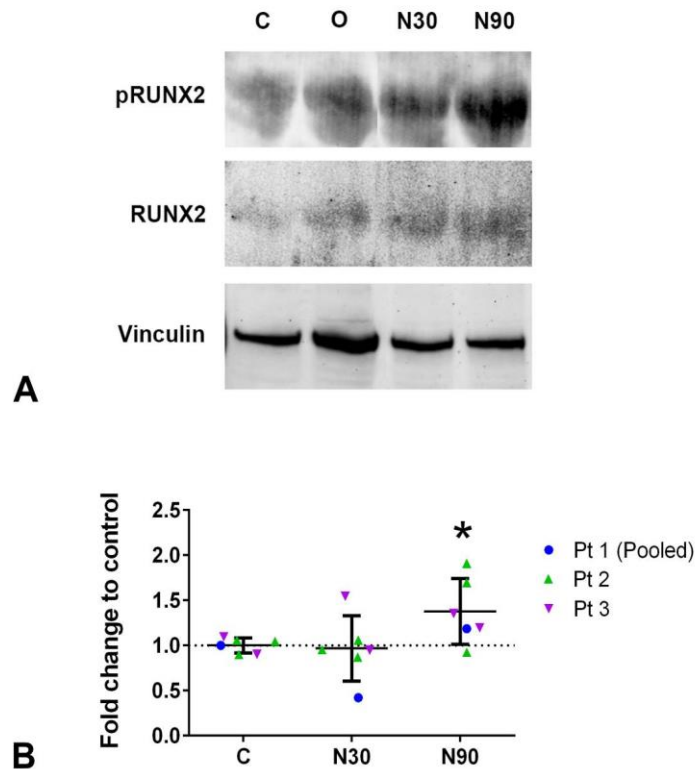 C O N30 N90
pRUNX2
RUNX2
Vinculin
A
Fold change to control
2.5
2.0
1.5
1.0
0.5
0.0
*
C N30 N90
Pt 1 (Pooled)
Pt 2
Pt 3
B